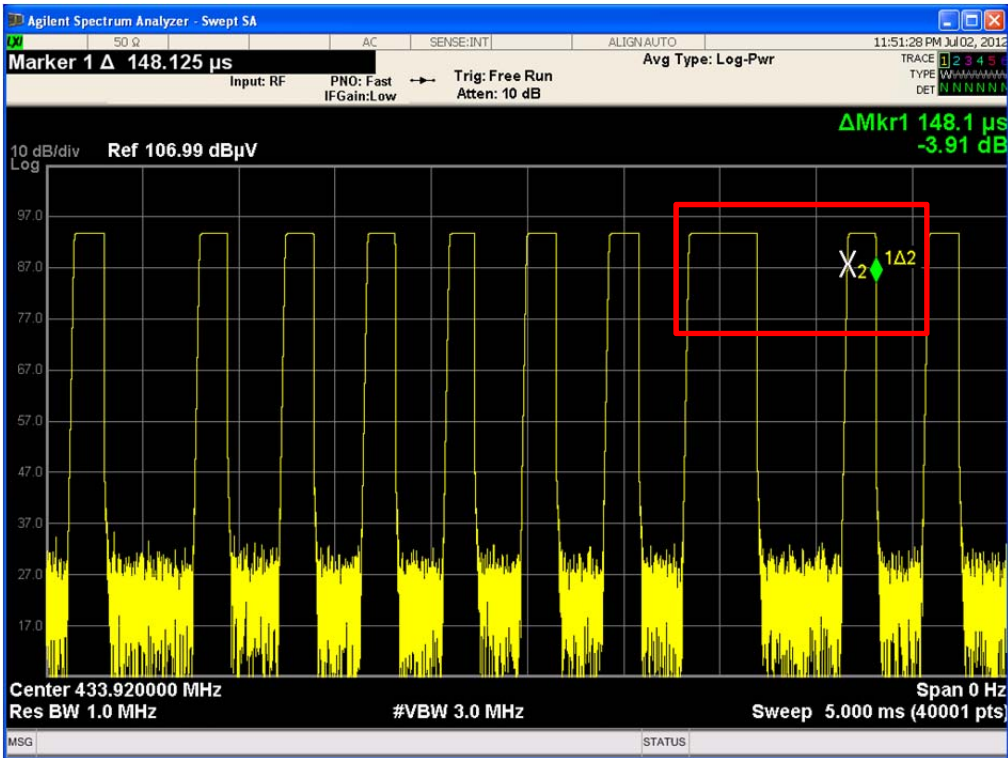 Agilent Spectrum Analyzer - Swept SA
LXI 50 Ω AC SENSE:INT ALIGN AUTO 11:51:28 PM Jul 02, 2012
Marker 1 Δ 148.125 µs
Input: RF
PNO: Fast
IFGain:Low
Trig: Free Run
Atten: 10 dB
Avg Type: Log-Pwr
TRACE 1 2 3 4 5 6
TYPE
DET N N N N N N
ΔMkr1 148.1 µs
-3.91 dB
10 dB/div Ref 106.99 dBµV
Log
97.0
87.0
X2 1Δ2
77.0
67.0
57.0
47.0
37.0
27.0
17.0
Center 433.920000 MHz Span 0 Hz
Res BW 1.0 MHz #VBW 3.0 MHz Sweep 5.000 ms (40001 pts)
MSG STATUS